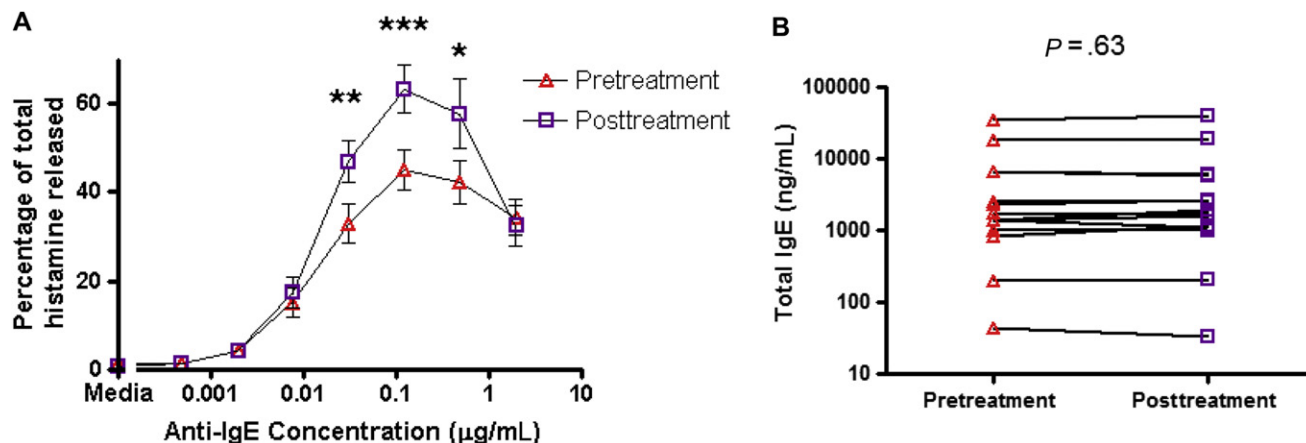 A
Percentage of total
histamine released
60
40
20
0
**
***
*
Pretreatment
Posttreatment
Media
0.001
0.01
0.1
1
10
Anti-IgE Concentration (µg/mL)
B
P = .63
Total IgE (ng/mL)
100000
10000
1000
100
10
Pretreatment
Posttreatment